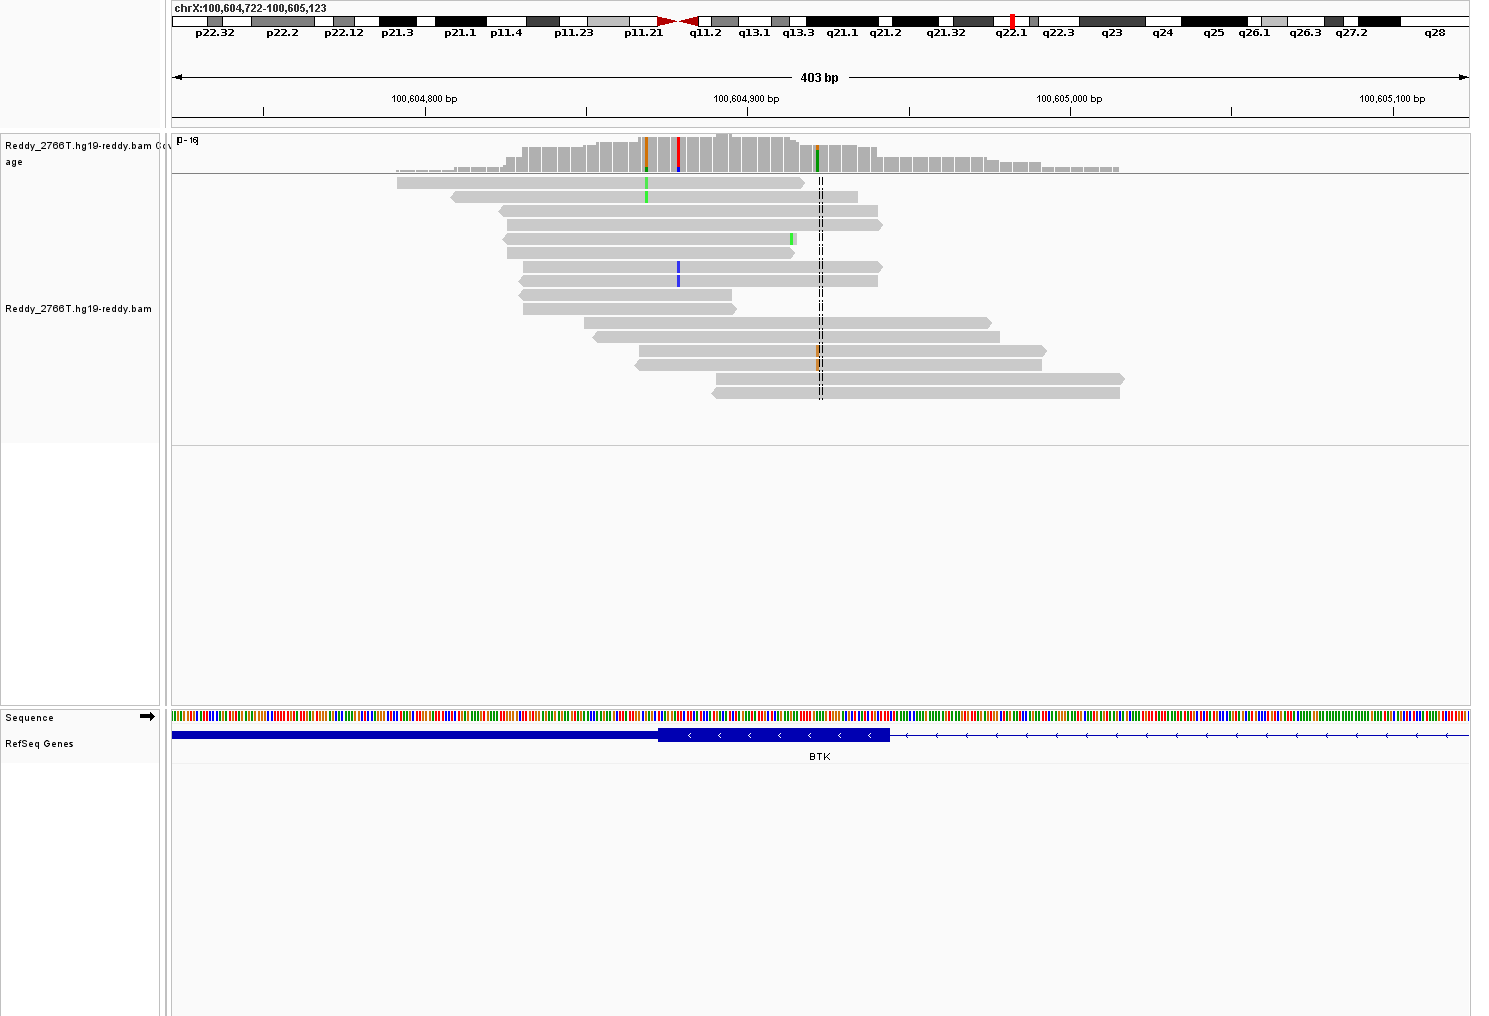 chrX:100,604,722-100,605,123
p22.32 p22.2 p22.12 p21.3 p21.1 p11.4 p11.23 p11.21 q11.2 q13.1 q13.3 q21.1 q21.2 q21.32 q22.1 q22.3 q23 q24 q25 q26.1 q26.3 q27.2 q28
403 bp
100,604,800 bp 100,604,900 bp 100,605,000 bp 100,605,100 bp
[0 - 16]
Reddy_2766T.hg19-reddy.bam Cov
age
Reddy_2766T.hg19-reddy.bam
Sequence
RefSeq Genes
BTK